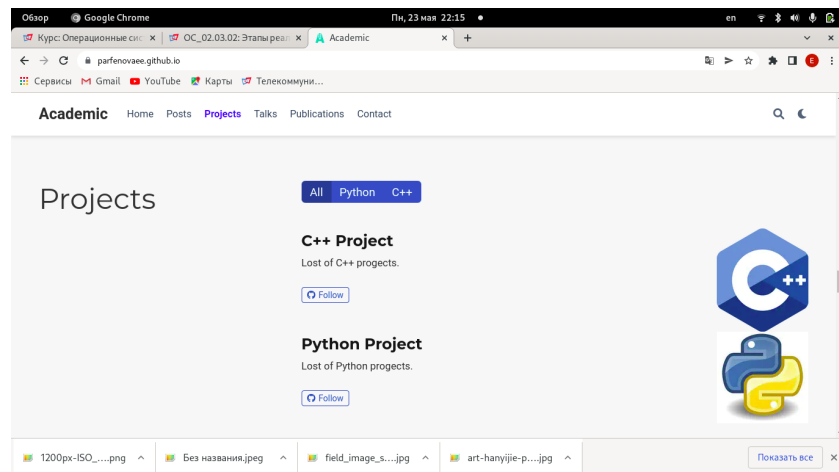 Обзор Google Chrome Пн, 23 мая 22:15 en
Курс: Операционные сис ОС_02.03.02: Этапы реал Academic
parfenovaee.github.io E
Сервисы Gmail YouTube Карты Телекоммуни...
Academic Home Posts Projects Talks Publications Contact
Projects
All Python C++
C++ Project
Lost of C++ progects.
Follow
C++
Python Project
Lost of Python progects.
Follow
1200px-ISO_....png Без названия.jpeg field_image_s....jpg art-hanyijie-p....jpg Показать все